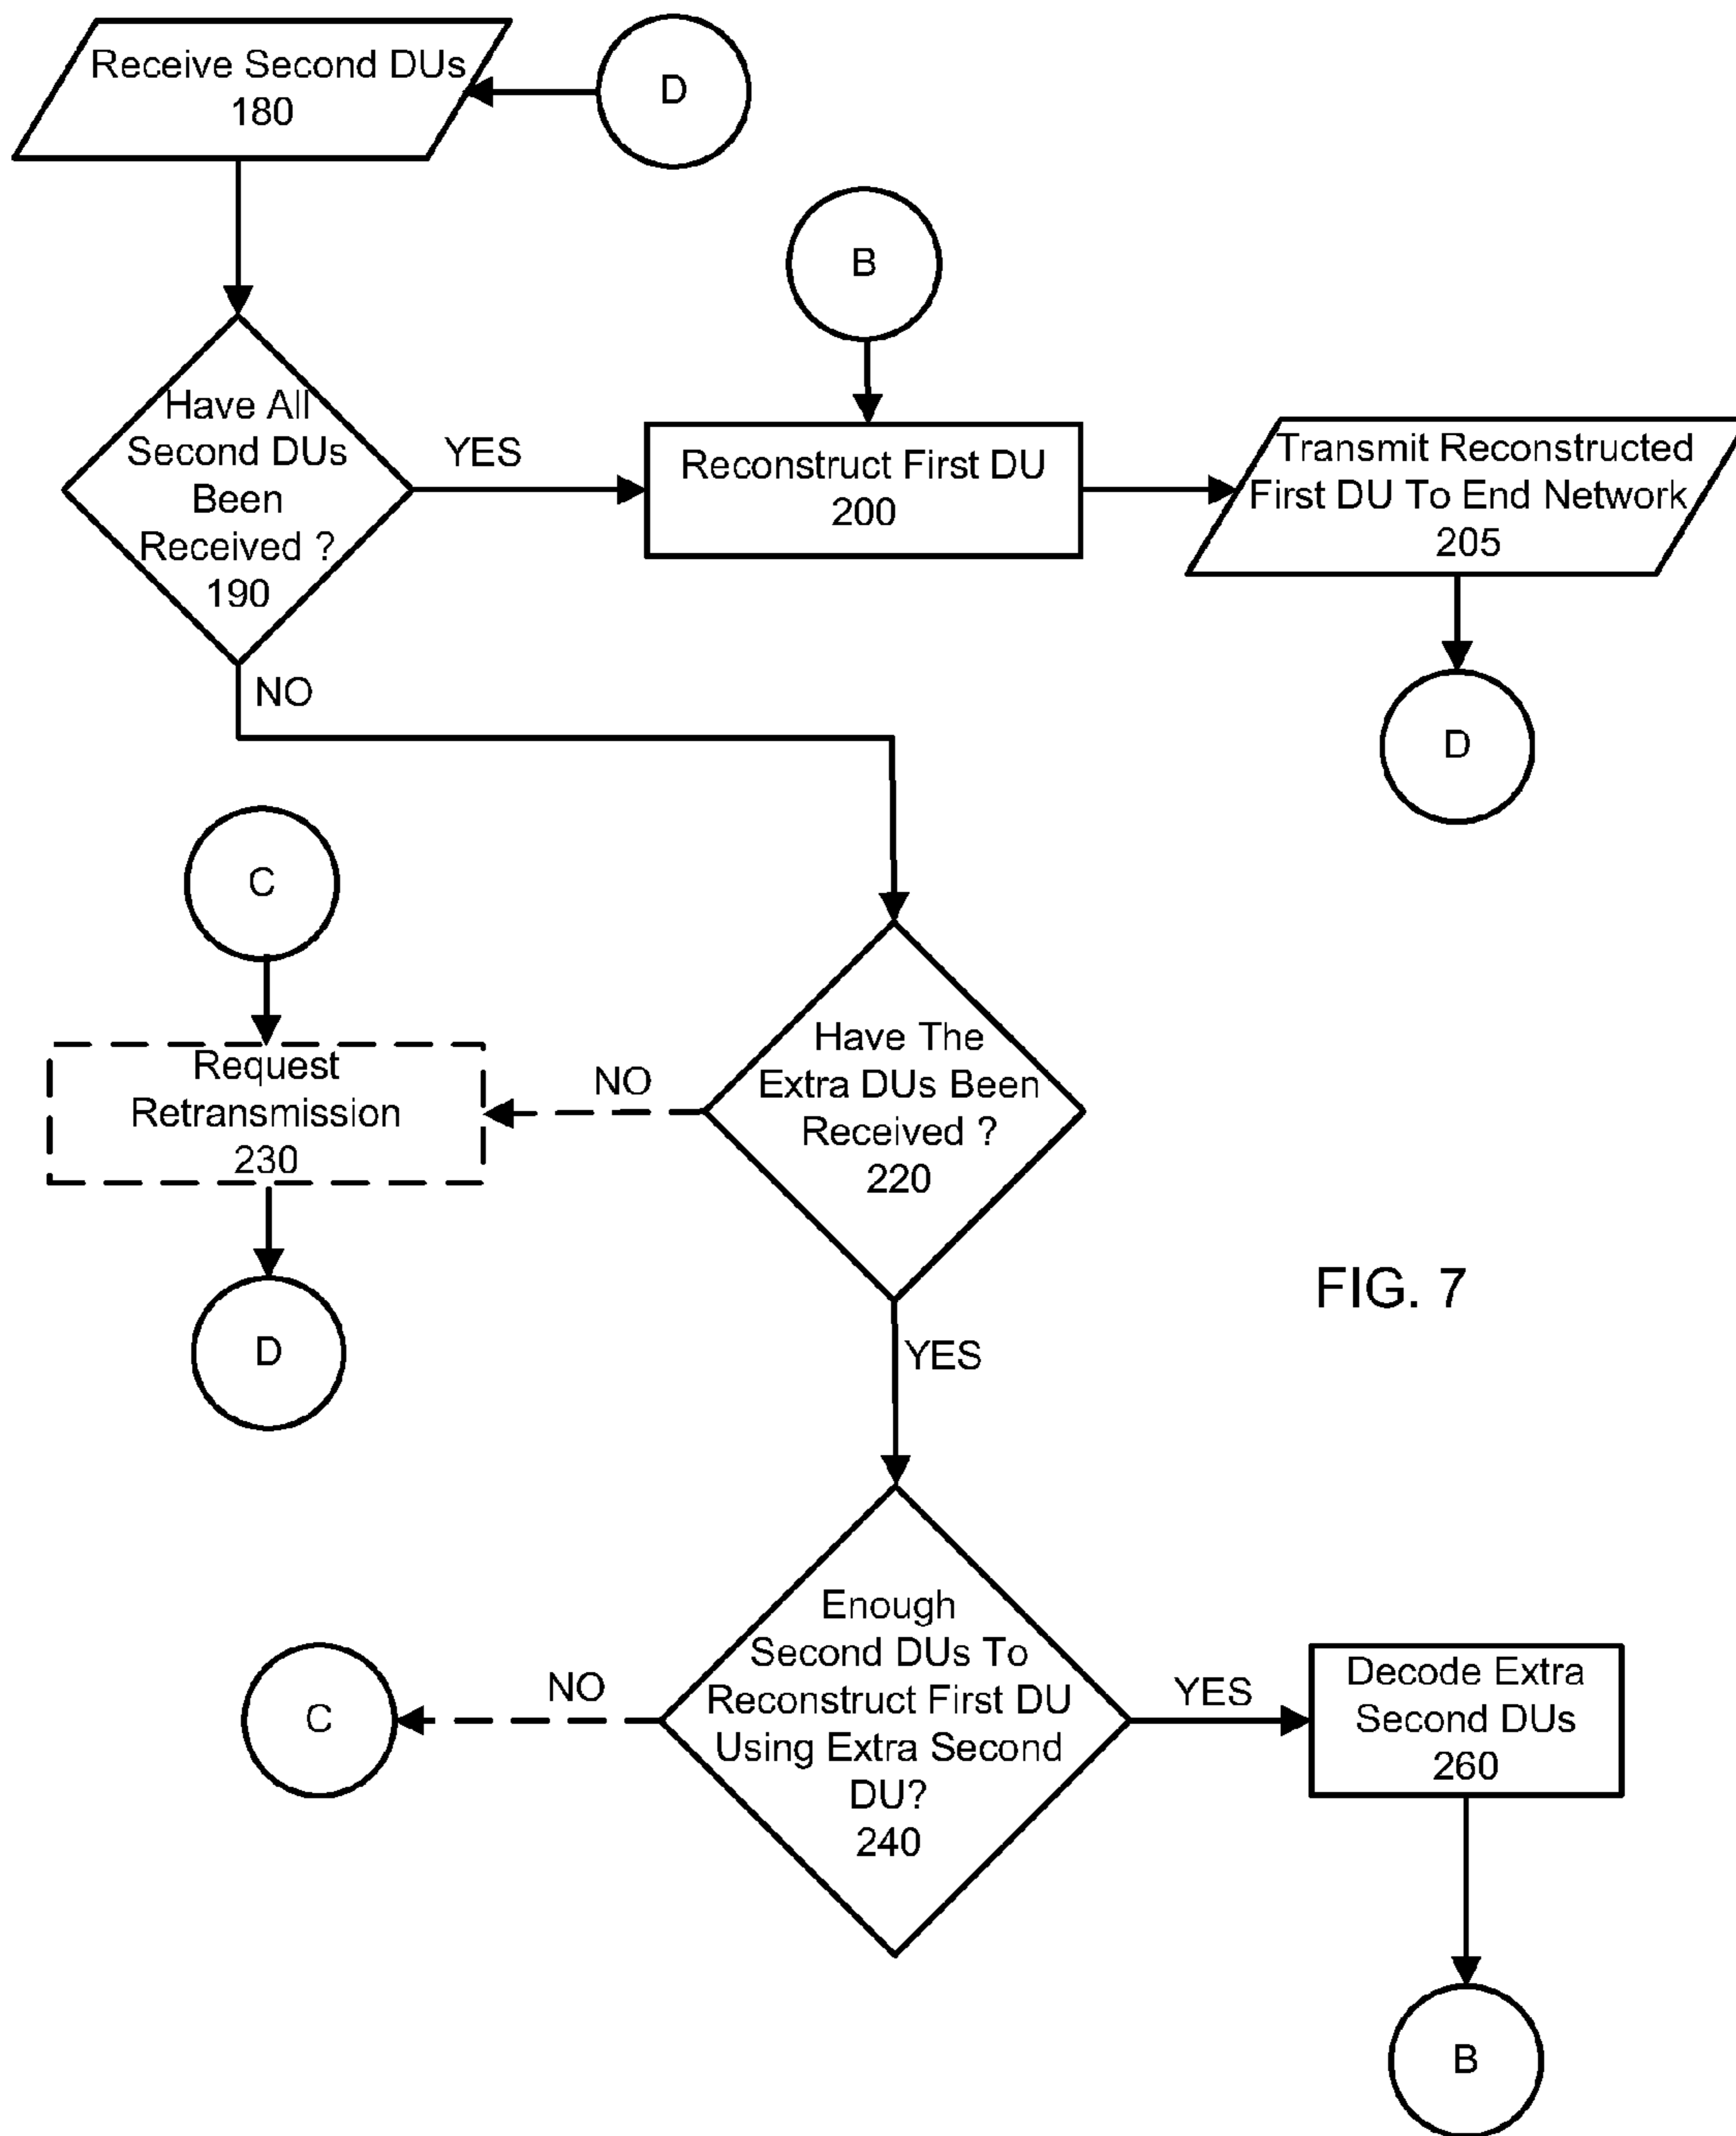 Receive Second DUs
180
D
B
Have All
Second DUs
Been
Received ?
190
YES
Reconstruct First DU
200
Transmit Reconstructed
First DU To End Network
205
NO
D
C
Request
Retransmission
230
NO
Have The
Extra DUs Been
Received ?
220
D
FIG. 7
YES
Enough
Second DUs To
Reconstruct First DU
Using Extra Second
DU?
240
NO
C
YES
Decode Extra
Second DUs
260
B